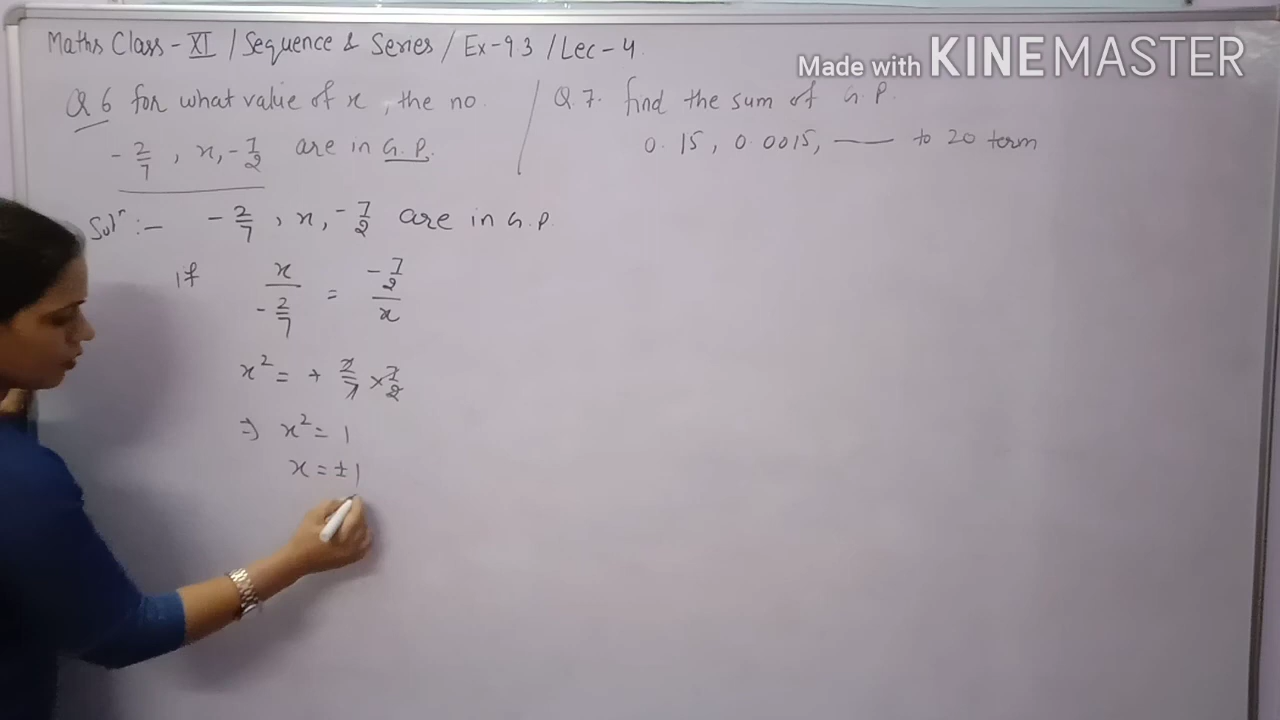 Maths Class - XI / Sequence & Series / Ex-9.3 / Lec-4
Made with KINEMASTER
Q 6 for what value of x, the no.
- 2/7, x, - 7/2 are in G.P.
Q.7. find the sum of G.P.
0.15, 0.0015, —— to 20 term
Solⁿ :- - 2/7, x, - 7/2 are in G.P.
if x / (- 2/7) = (- 7/2) / x
x² = + 2/7 × 7/2
⇒ x² = 1
x = ± 1